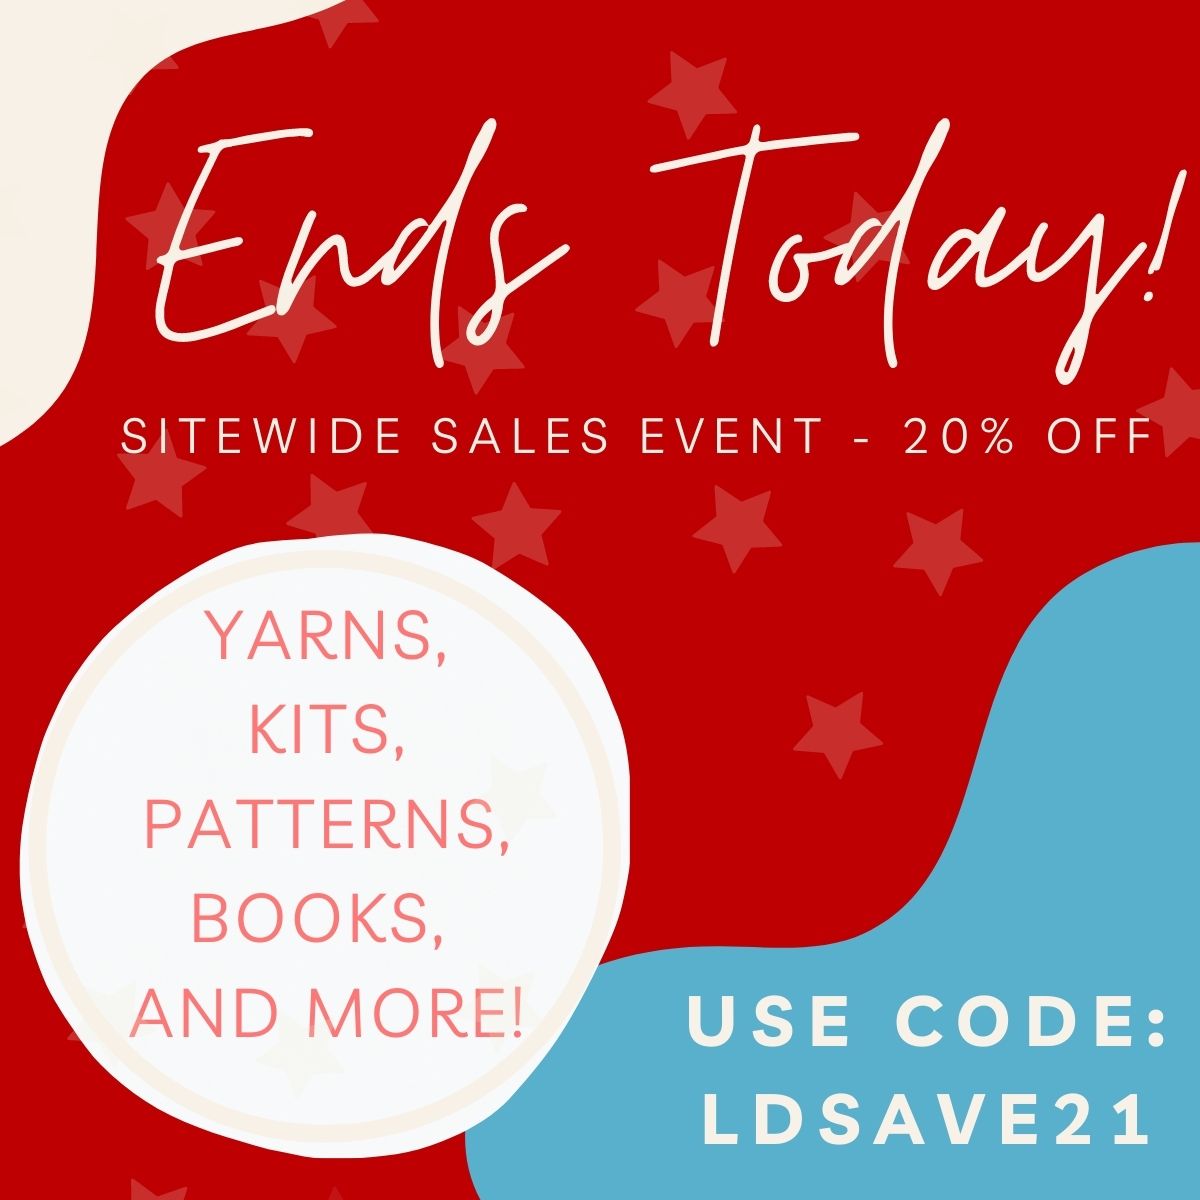 Ends Today!
SITEWIDE SALES EVENT - 20% OFF
YARNS,
KITS,
PATTERNS,
BOOKS,
AND MORE!
USE CODE:
LDSAVE21